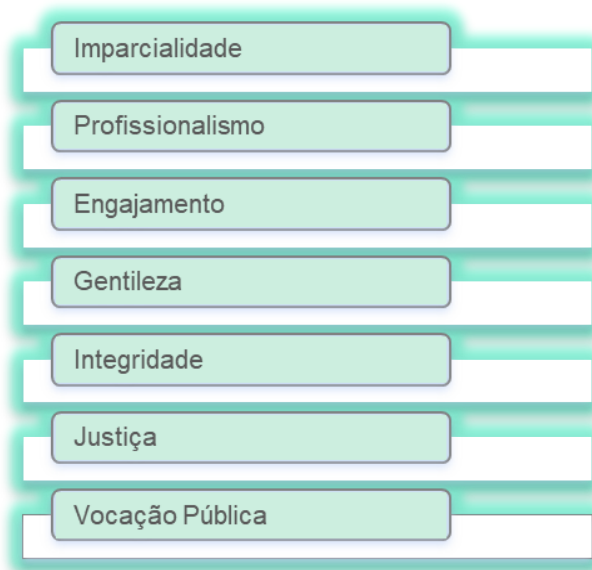 Imparcialidade
Profissionalismo
Engajamento
Gentileza
Integridade
Justiça
Vocação Pública